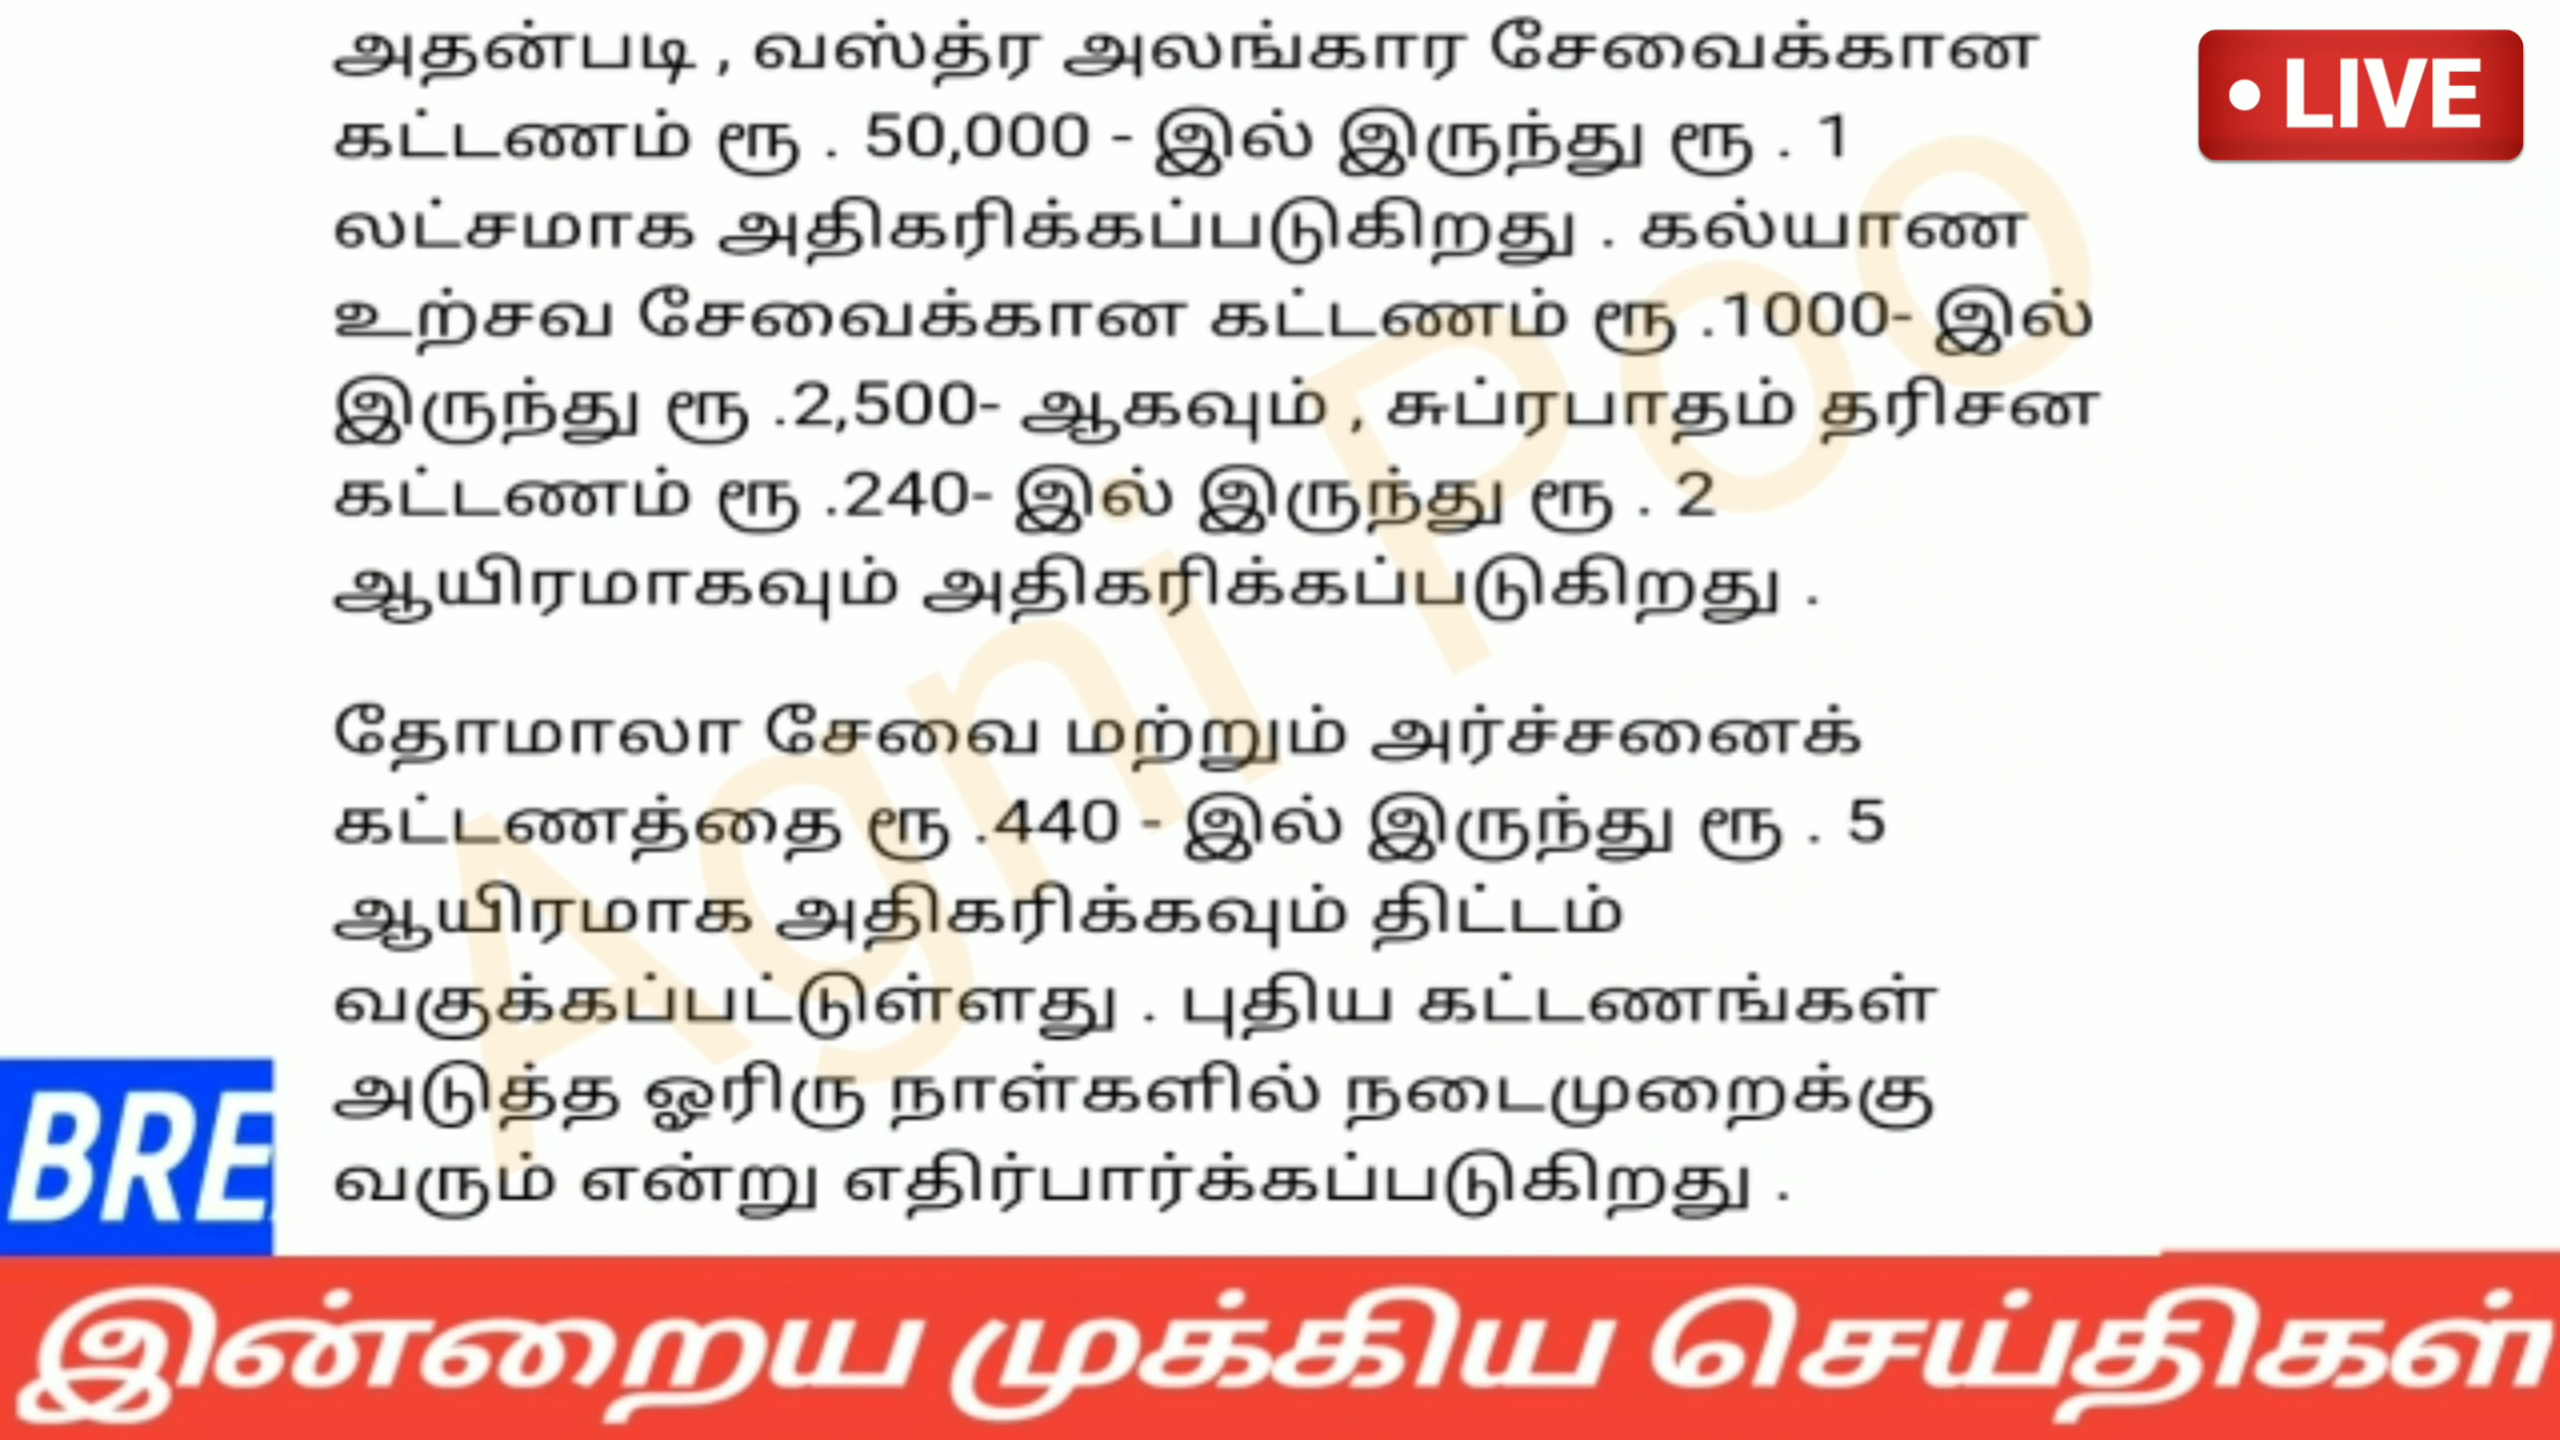 அதன்படி , வஸ்த்ர அலங்கார சேவைக்கான
கட்டணம் ரூ . 50,000 - இல் இருந்து ரூ . 1
லட்சமாக அதிகரிக்கப்படுகிறது . கல்யாண
உற்சவ சேவைக்கான கட்டணம் ரூ .1000- இல்
இருந்து ரூ .2,500- ஆகவும் , சுப்ரபாதம் தரிசன
கட்டணம் ரூ .240- இல் இருந்து ரூ . 2
ஆயிரமாகவும் அதிகரிக்கப்படுகிறது .
தோமாலா சேவை மற்றும் அர்ச்சனைக்
கட்டணத்தை ரூ .440 - இல் இருந்து ரூ . 5
ஆயிரமாக அதிகரிக்கவும் திட்டம்
வகுக்கப்பட்டுள்ளது . புதிய கட்டணங்கள்
அடுத்த ஓரிரு நாள்களில் நடைமுறைக்கு
வரும் என்று எதிர்பார்க்கப்படுகிறது .
• LIVE
Agni Poo
BRE
இன்றைய முக்கிய செய்திகள்